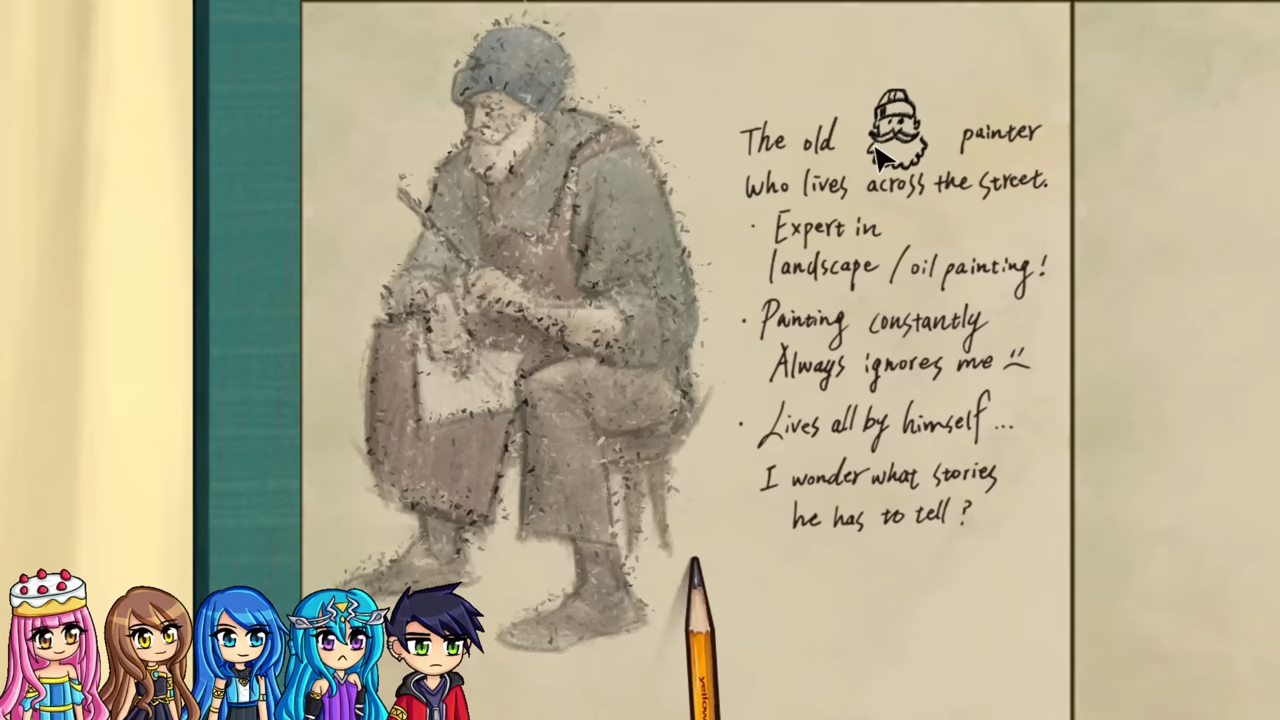 The old painter
who lives across the street.
· Expert in
landscape / oil painting!
· Painting constantly
Always ignores me
· Lives all by himself...
I wonder what stories
he has to tell?
yellow